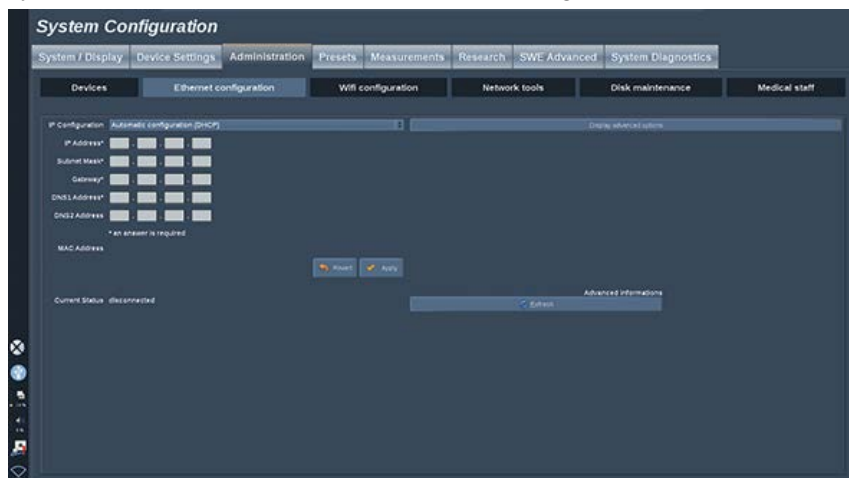 System Configuration
System / Display Device Settings Administration Presets Measurements Research SWE Advanced System Diagnostics
Devices Ethernet configuration Wifi configuration Network tools Disk maintenance Medical staff
IP Configuration Automatic configuration (DHCP) Display advanced options
IP Address*
Subnet Mask*
Gateway*
DNS1 Address*
DNS2 Address
* an answer is required
MAC Address
Revert Apply
Advanced informations
Current Status disconnected Refresh